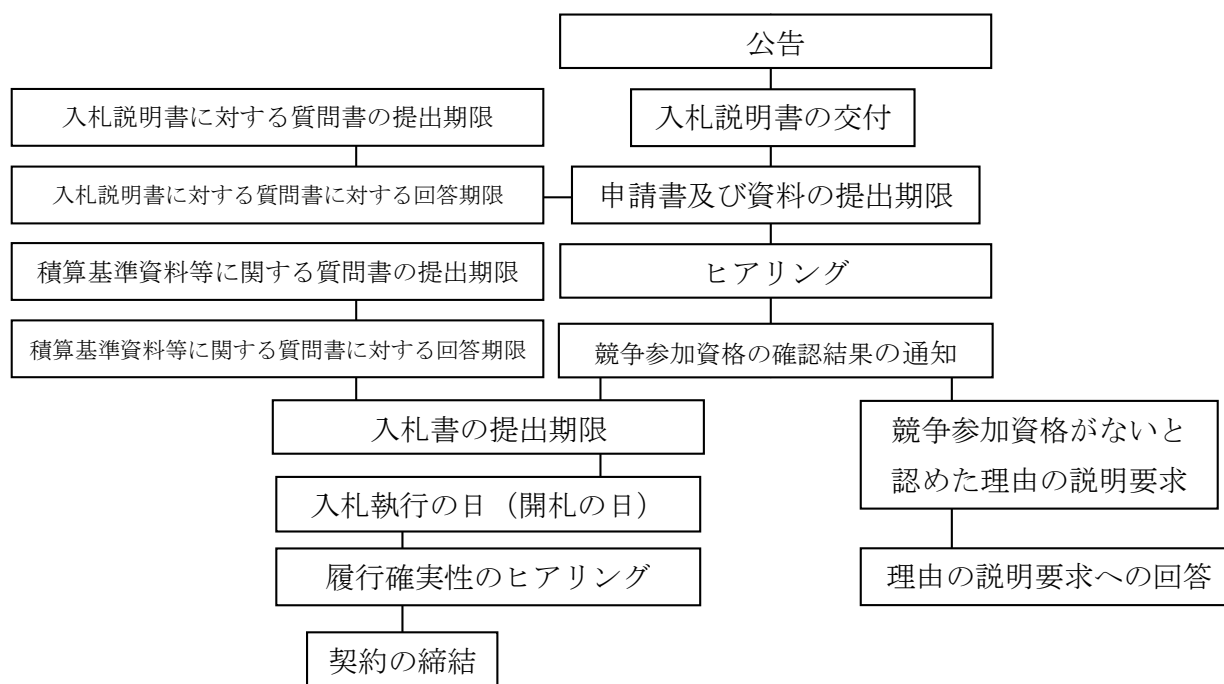 公告
入札説明書に対する質問書の提出期限
入札説明書の交付
入札説明書に対する質問書に対する回答期限
申請書及び資料の提出期限
積算基準資料等に関する質問書の提出期限
ヒアリング
積算基準資料等に関する質問書に対する回答期限
競争参加資格の確認結果の通知
入札書の提出期限
競争参加資格がないと
認めた理由の説明要求
入札執行の日（開札の日）
履行確実性のヒアリング
理由の説明要求への回答
契約の締結